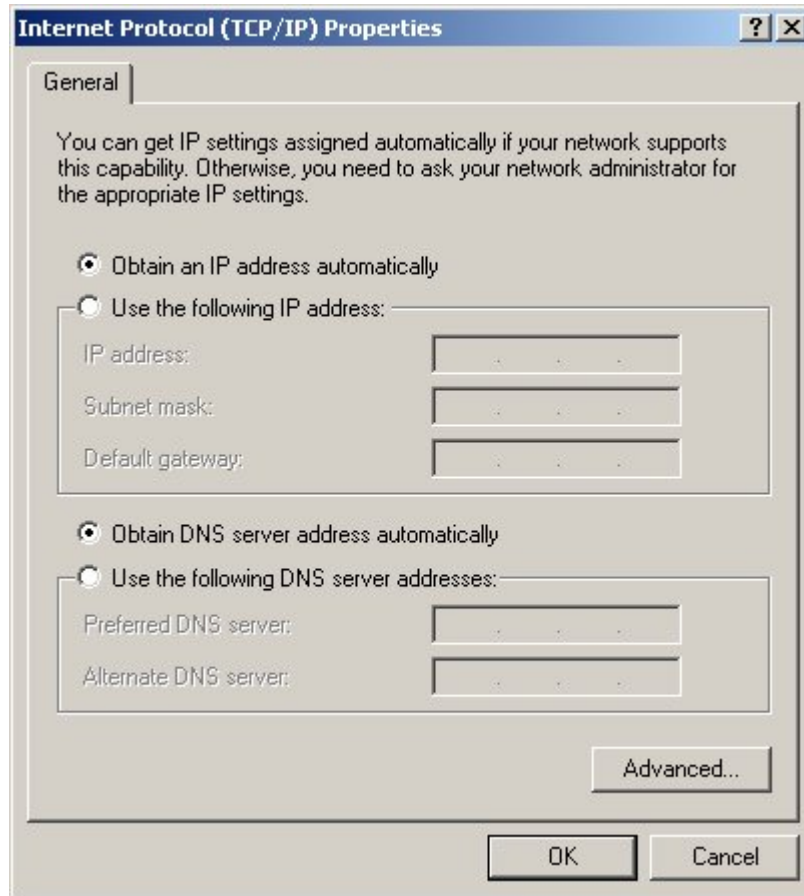 Internet Protocol (TCP/IP) Properties
General
You can get IP settings assigned automatically if your network supports
this capability. Otherwise, you need to ask your network administrator for
the appropriate IP settings.
Obtain an IP address automatically
Use the following IP address:
IP address:
Subnet mask:
Default gateway:
Obtain DNS server address automatically
Use the following DNS server addresses:
Preferred DNS server:
Alternate DNS server:
Advanced...
OK Cancel